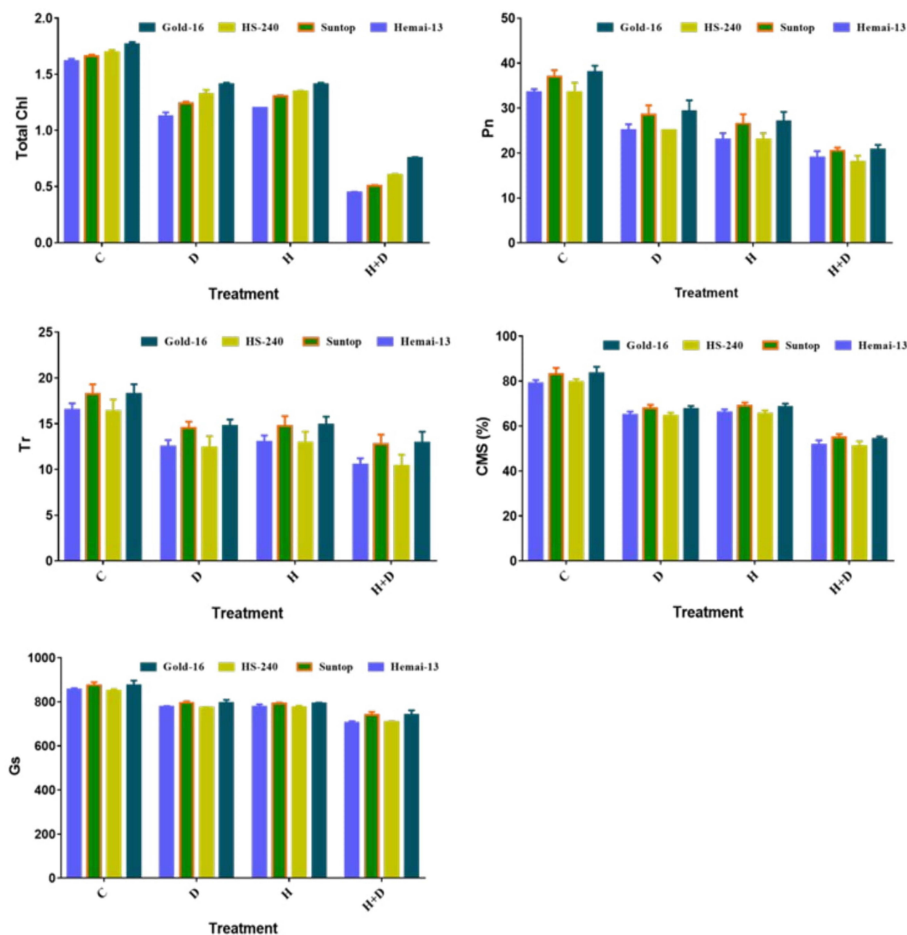 Gold-16 HS-240 Suntop Hemai-13
2.0
1.5
1.0
0.5
0.0
Total Chl
C D H H+D
Treatment
Gold-16 HS-240 Suntop Hemai-13
50
40
30
20
10
0
Pn
C D H H+D
Treatment
Gold-16 HS-240 Suntop Hemai-13
25
20
15
10
5
0
Tr
C D H H+D
Treatment
Gold-16 HS-240 Suntop Hemai-13
100
80
60
40
20
0
CMS (%)
C D H H+D
Treatment
Gold-16 HS-240 Suntop Hemai-13
1000
800
600
400
200
0
Gs
C D H H+D
Treatment